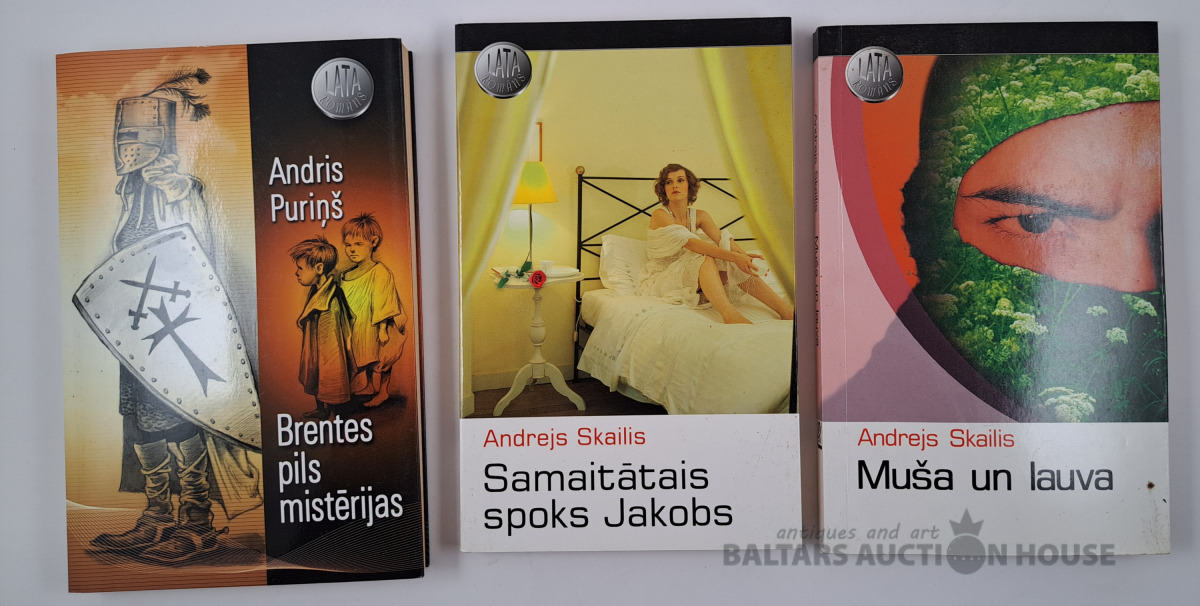 LATA
ROMĀNS
Andris
Puriņš
Brentes
pils
mistērijas
LATA
ROMĀNS
Andrejs Skailis
Samaitātais
spoks Jakobs
LATA
ROMĀNS
Andrejs Skailis
Muša un lauva
antiques and art
BALTARS AUCTION HOUSE